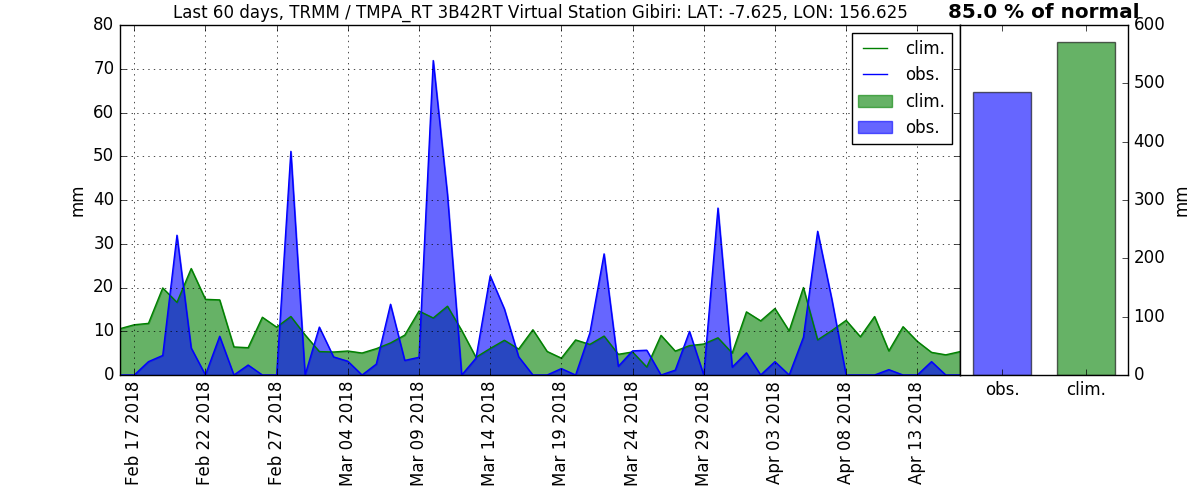 Last 60 days, TRMM / TMPA_RT 3B42RT Virtual Station Gibiri: LAT: -7.625, LON: 156.625
85.0 % of normal
80
70
60
50
40
30
20
10
0
mm
clim.
obs.
clim.
obs.
Feb 17 2018
Feb 22 2018
Feb 27 2018
Mar 04 2018
Mar 09 2018
Mar 14 2018
Mar 19 2018
Mar 24 2018
Mar 29 2018
Apr 03 2018
Apr 08 2018
Apr 13 2018
600
500
400
300
200
100
0
mm
obs.
clim.